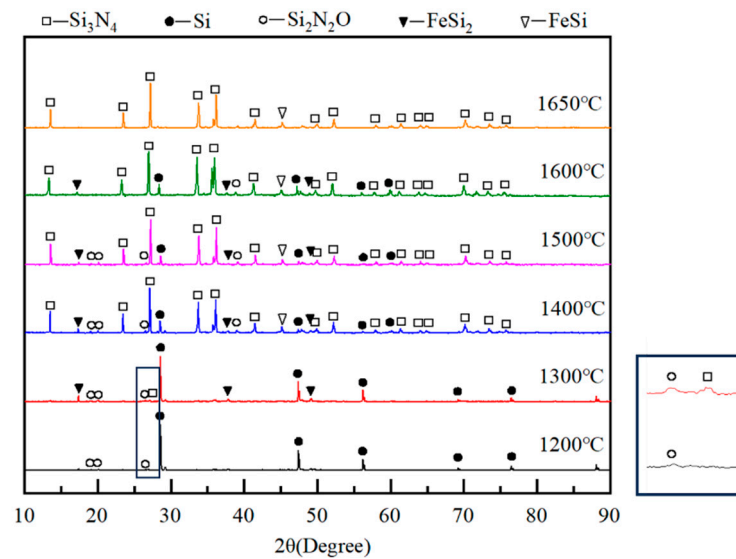 □—Si₃N₄ ●—Si ○—Si₂N₂O ▼—FeSi₂ ▽—FeSi
1650℃
1600℃
1500℃
1400℃
1300℃
1200℃
10 20 30 40 50 60 70 80 90
2θ(Degree)